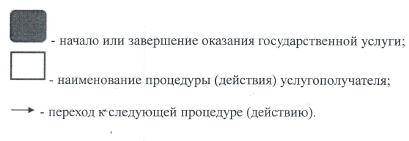 - начало или завершение оказания государственной услуги;
- наименование процедуры (действия) услугополучателя;
- переход к следующей процедуре (действию).